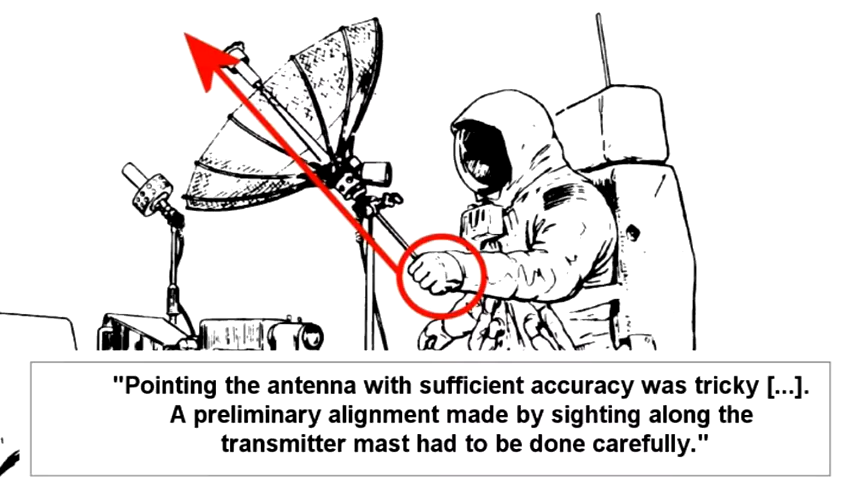 "Pointing the antenna with sufficient accuracy was tricky [...].
A preliminary alignment made by sighting along the
transmitter mast had to be done carefully."